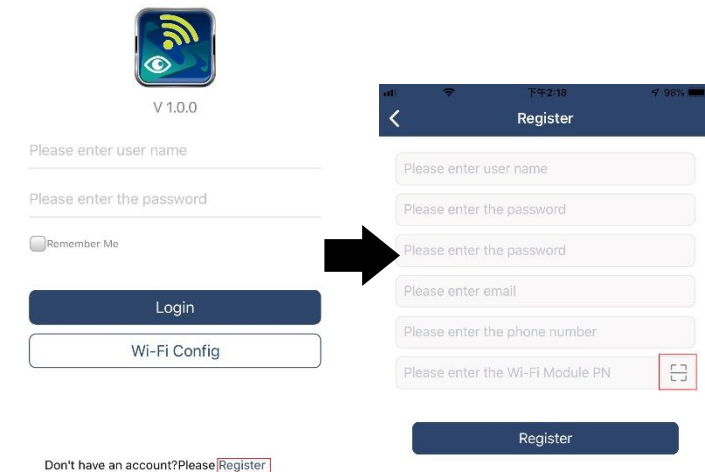 V 1.0.0
Please enter user name
Please enter the password
Remember Me
Login
Wi-Fi Config
Don't have an account?Please Register
下午2:18
98%
Register
Please enter user name
Please enter the password
Please enter the password
Please enter email
Please enter the phone number
Please enter the Wi-Fi Module PN
Register